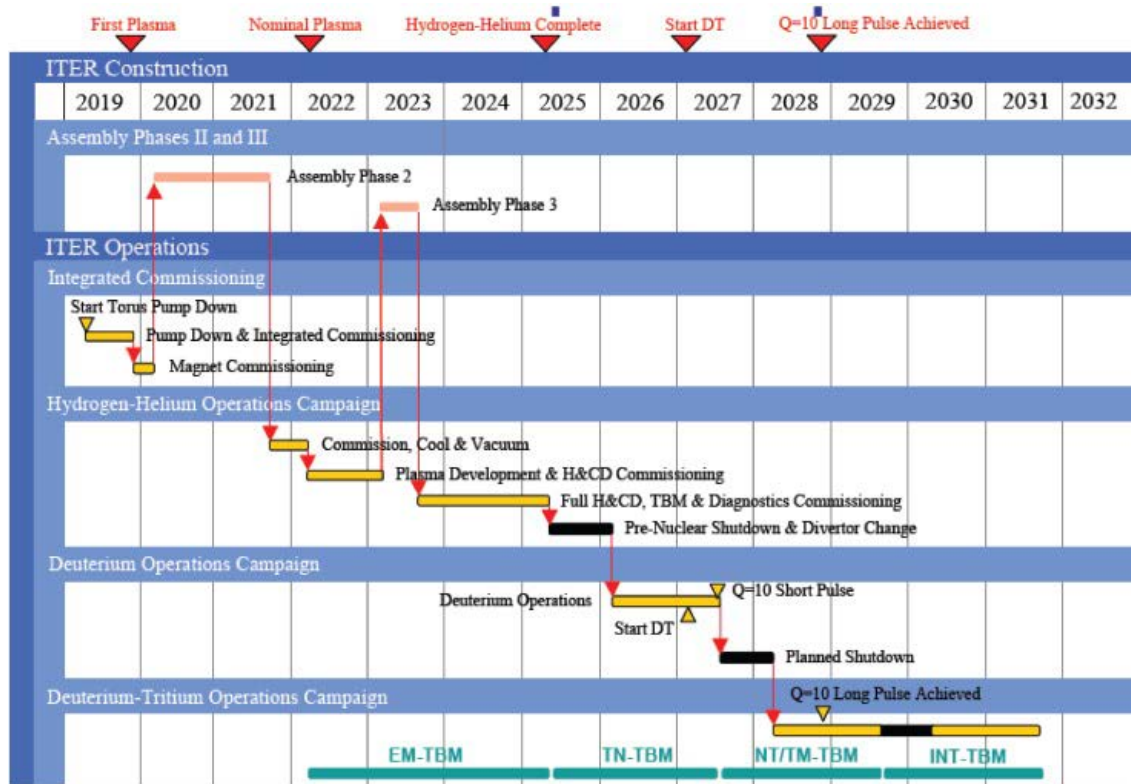 First Plasma Nominal Plasma Hydrogen-Helium Complete Start DT Q=10 Long Pulse Achieved
ITER Construction
2019 2020 2021 2022 2023 2024 2025 2026 2027 2028 2029 2030 2031 2032
Assembly Phases II and III
Assembly Phase 2
Assembly Phase 3
ITER Operations
Integrated Commissioning
Start Torus Pump Down
Pump Down & Integrated Commissioning
Magnet Commissioning
Hydrogen-Helium Operations Campaign
Commission, Cool & Vacuum
Plasma Development & H&CD Commissioning
Full H&CD, TBM & Diagnostics Commissioning
Pre-Nuclear Shutdown & Divertor Change
Deuterium Operations Campaign
Q=10 Short Pulse
Deuterium Operations
Start DT
Planned Shutdown
Deuterium-Tritium Operations Campaign
Q=10 Long Pulse Achieved
EM-TBM TN-TBM NT/TM-TBM INT-TBM